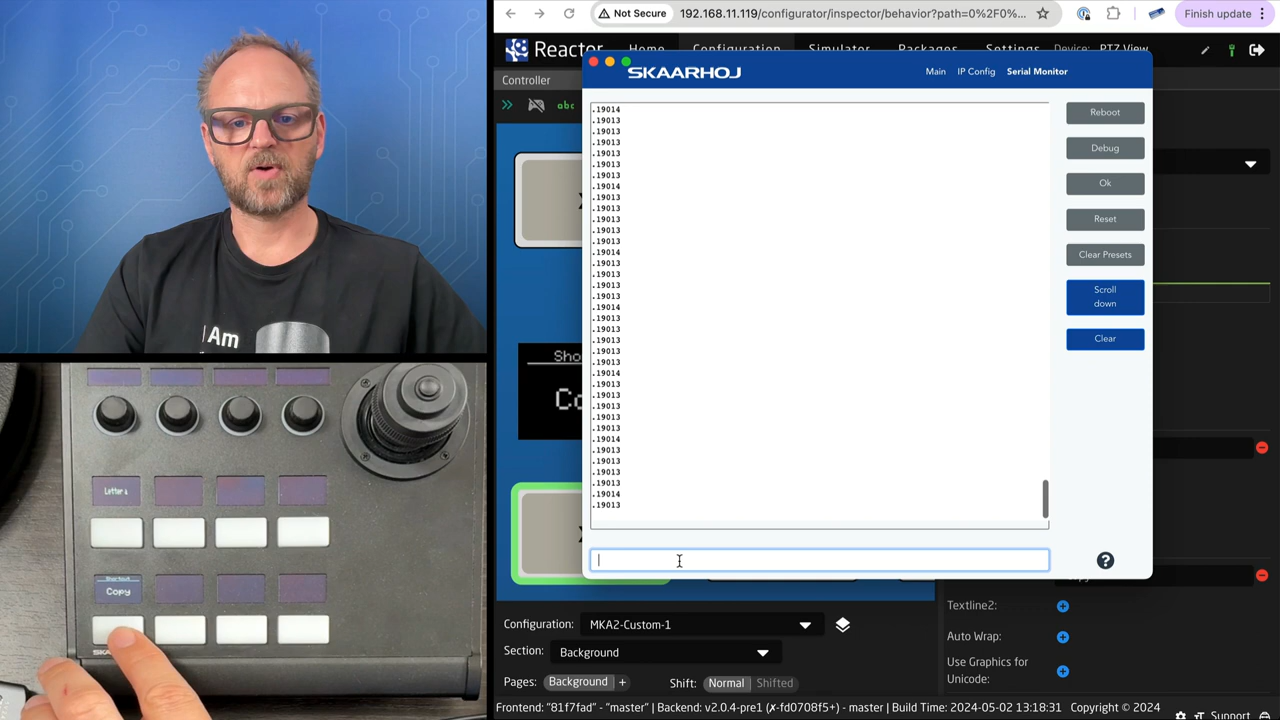 Not Secure
192.168.11.119/configurator/inspector/behavior?path=0%2F0%...
Finish update
Reactor
Home
Configuration
Simulator
Packages
Settings
Device: PTZ View
Controller
abc
SKAARHOJ
Main
IP Config
Serial Monitor
.19014
.19013
.19013
.19013
.19013
.19013
.19013
.19014
.19013
.19013
.19013
.19013
.19013
.19014
.19013
.19013
.19013
.19013
.19014
.19013
.19013
.19013
.19013
.19013
.19014
.19013
.19013
.19013
.19013
.19013
.19014
.19013
.19013
.19013
.19013
.19014
.19013
Reboot
Debug
Ok
Reset
Clear Presets
Scroll
down
Clear
?
Sho
Co
Textline2:
Auto Wrap:
Use Graphics for
Unicode:
Configuration:
MKA2-Custom-1
Section:
Background
Pages:
Background
+
Shift:
Normal
Shifted
Frontend: "81f7fad" - "master" | Backend: v2.0.4-pre1 (✗-fd0708f5+) - master | Build Time: 2024-05-02 13:18:31
Copyright © 2024
Support
I Am
Shortcut
Copy